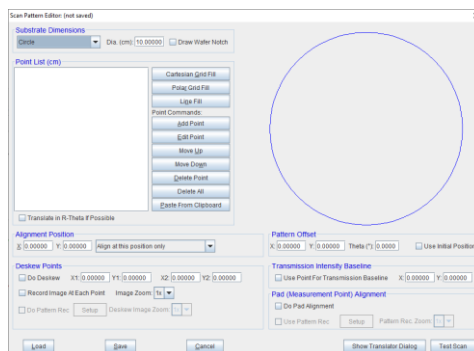 Scan Pattern Editor: (not saved)
Substrate Dimensions
Circle Dia. (cm): 10.00000 Draw Wafer Notch
Point List (cm)
Cartesian Grid Fill
Polar Grid Fill
Line Fill
Point Commands:
Add Point
Edit Point
Move Up
Move Down
Delete Point
Delete All
Paste From Clipboard
Translate in R-Theta If Possible
Alignment Position
X: 0.00000 Y: 0.00000 Align at this position only
Pattern Offset
X: 0.00000 Y: 0.00000 Theta (°): 0.0000 Use Initial Position
Deskew Points
Do Deskew X1: 0.00000 Y1: 0.00000 X2: 0.00000 Y2: 0.00000
Record Image At Each Point Image Zoom: 1x
Do Pattern Rec Setup Deskew Image Zoom: 1x
Transmission Intensity Baseline
Use Point For Transmission Baseline X: 0.00000 Y: 0.00000
Pad (Measurement Point) Alignment
Do Pad Alignment
Use Pattern Rec Setup Pattern Rec. Zoom: 1x
Load Save Cancel Show Translator Dialog Test Scan